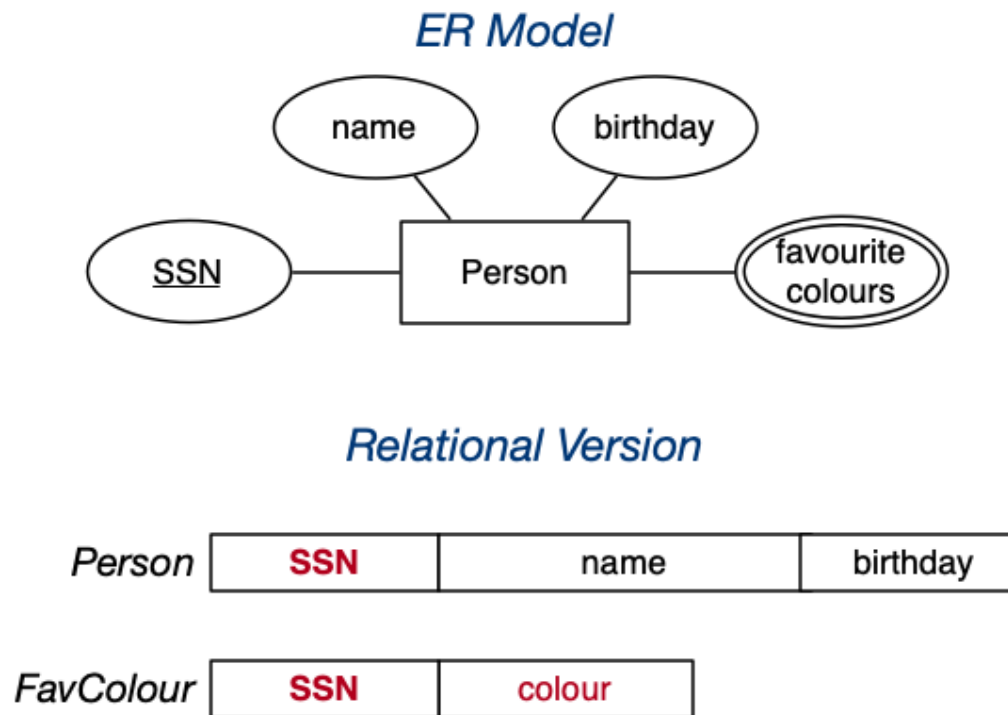 ER Model
name
birthday
SSN
Person
favourite
colours
Relational Version
Person SSN name birthday
FavColour SSN colour